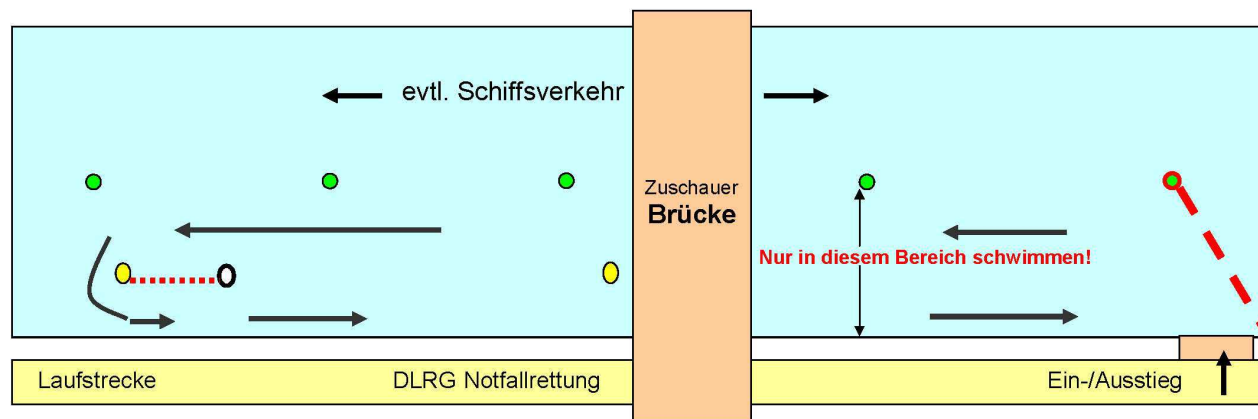 evtl. Schiffsverkehr
Zuschauer
Brücke
Nur in diesem Bereich schwimmen!
Laufstrecke
DLRG Notfallrettung
Ein-/Ausstieg